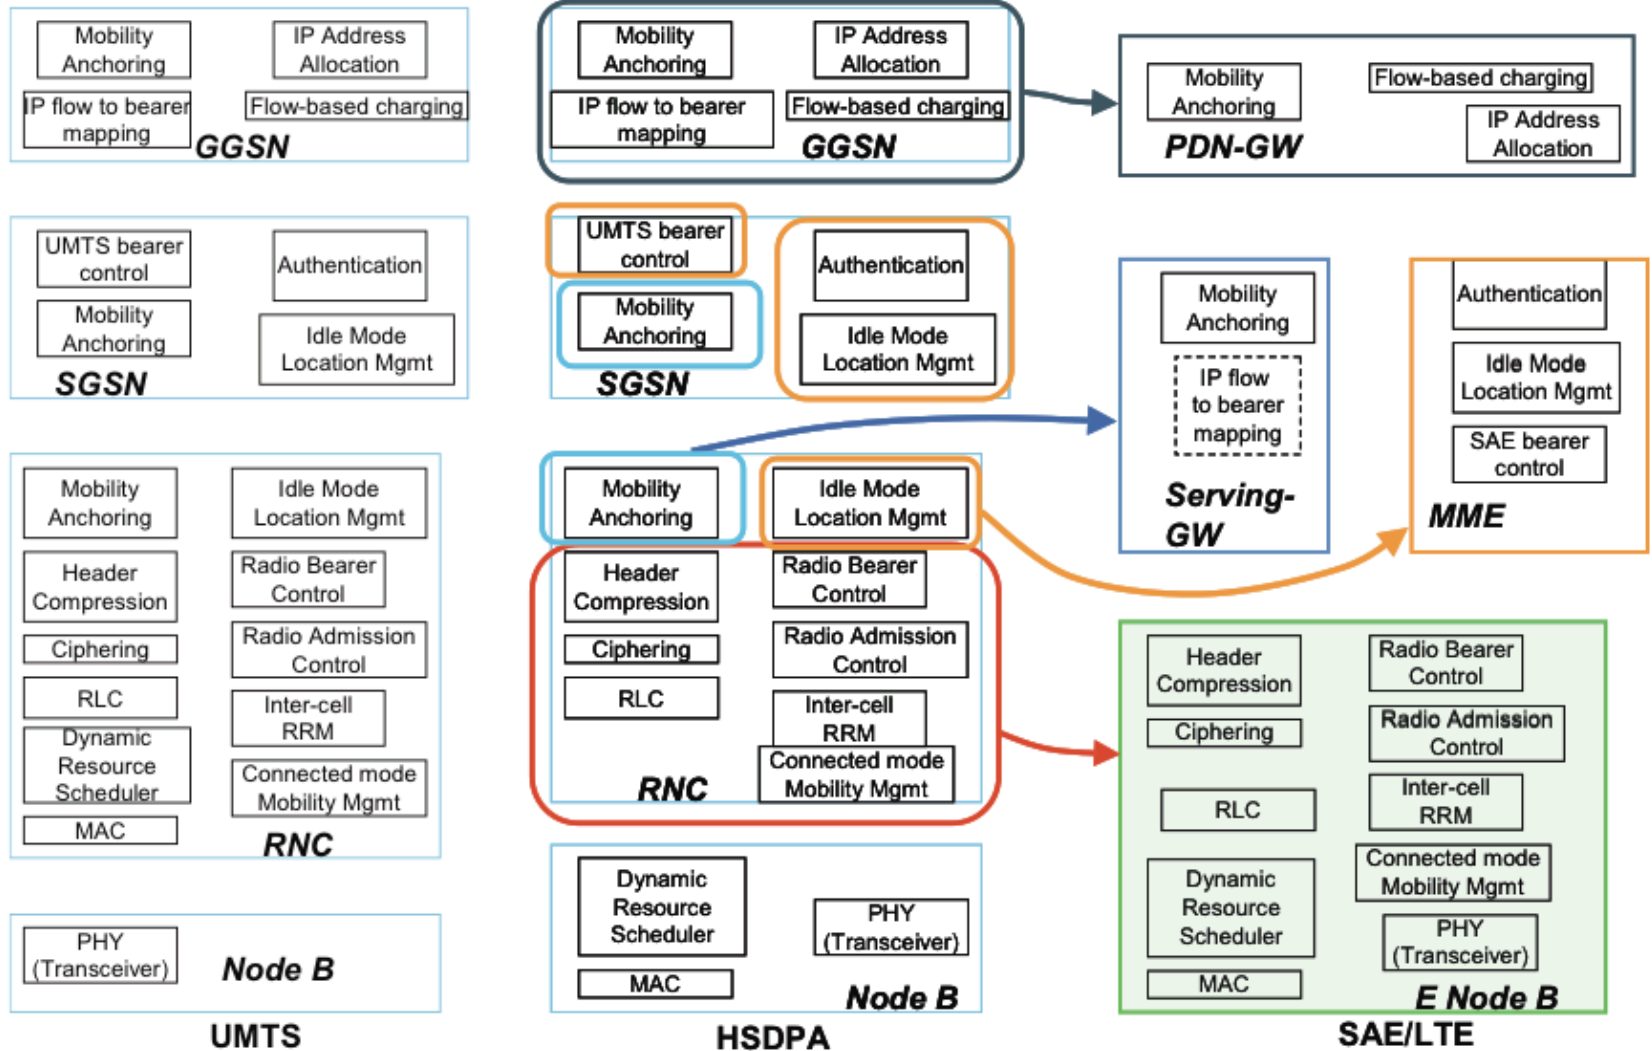 Mobility
Anchoring
IP Address
Allocation
IP flow to bearer
mapping
Flow-based charging
GGSN
UMTS bearer
control
Authentication
Mobility
Anchoring
Idle Mode
Location Mgmt
SGSN
Mobility
Anchoring
Idle Mode
Location Mgmt
Header
Compression
Radio Bearer
Control
Ciphering
Radio Admission
Control
RLC
Inter-cell
RRM
Dynamic
Resource
Scheduler
Connected mode
Mobility Mgmt
MAC
RNC
PHY
(Transceiver)
Node B
UMTS
Mobility
Anchoring
IP Address
Allocation
IP flow to bearer
mapping
Flow-based charging
GGSN
UMTS bearer
control
Authentication
Mobility
Anchoring
Idle Mode
Location Mgmt
SGSN
Mobility
Anchoring
Idle Mode
Location Mgmt
Header
Compression
Radio Bearer
Control
Ciphering
Radio Admission
Control
RLC
Inter-cell
RRM
Connected mode
Mobility Mgmt
RNC
Dynamic
Resource
Scheduler
PHY
(Transceiver)
MAC
Node B
HSDPA
Mobility
Anchoring
Flow-based charging
IP Address
Allocation
PDN-GW
Mobility
Anchoring
IP flow
to bearer
mapping
Serving-
GW
Authentication
Idle Mode
Location Mgmt
SAE bearer
control
MME
Header
Compression
Radio Bearer
Control
Ciphering
Radio Admission
Control
RLC
Inter-cell
RRM
Connected mode
Mobility Mgmt
Dynamic
Resource
Scheduler
PHY
(Transceiver)
MAC
E Node B
SAE/LTE